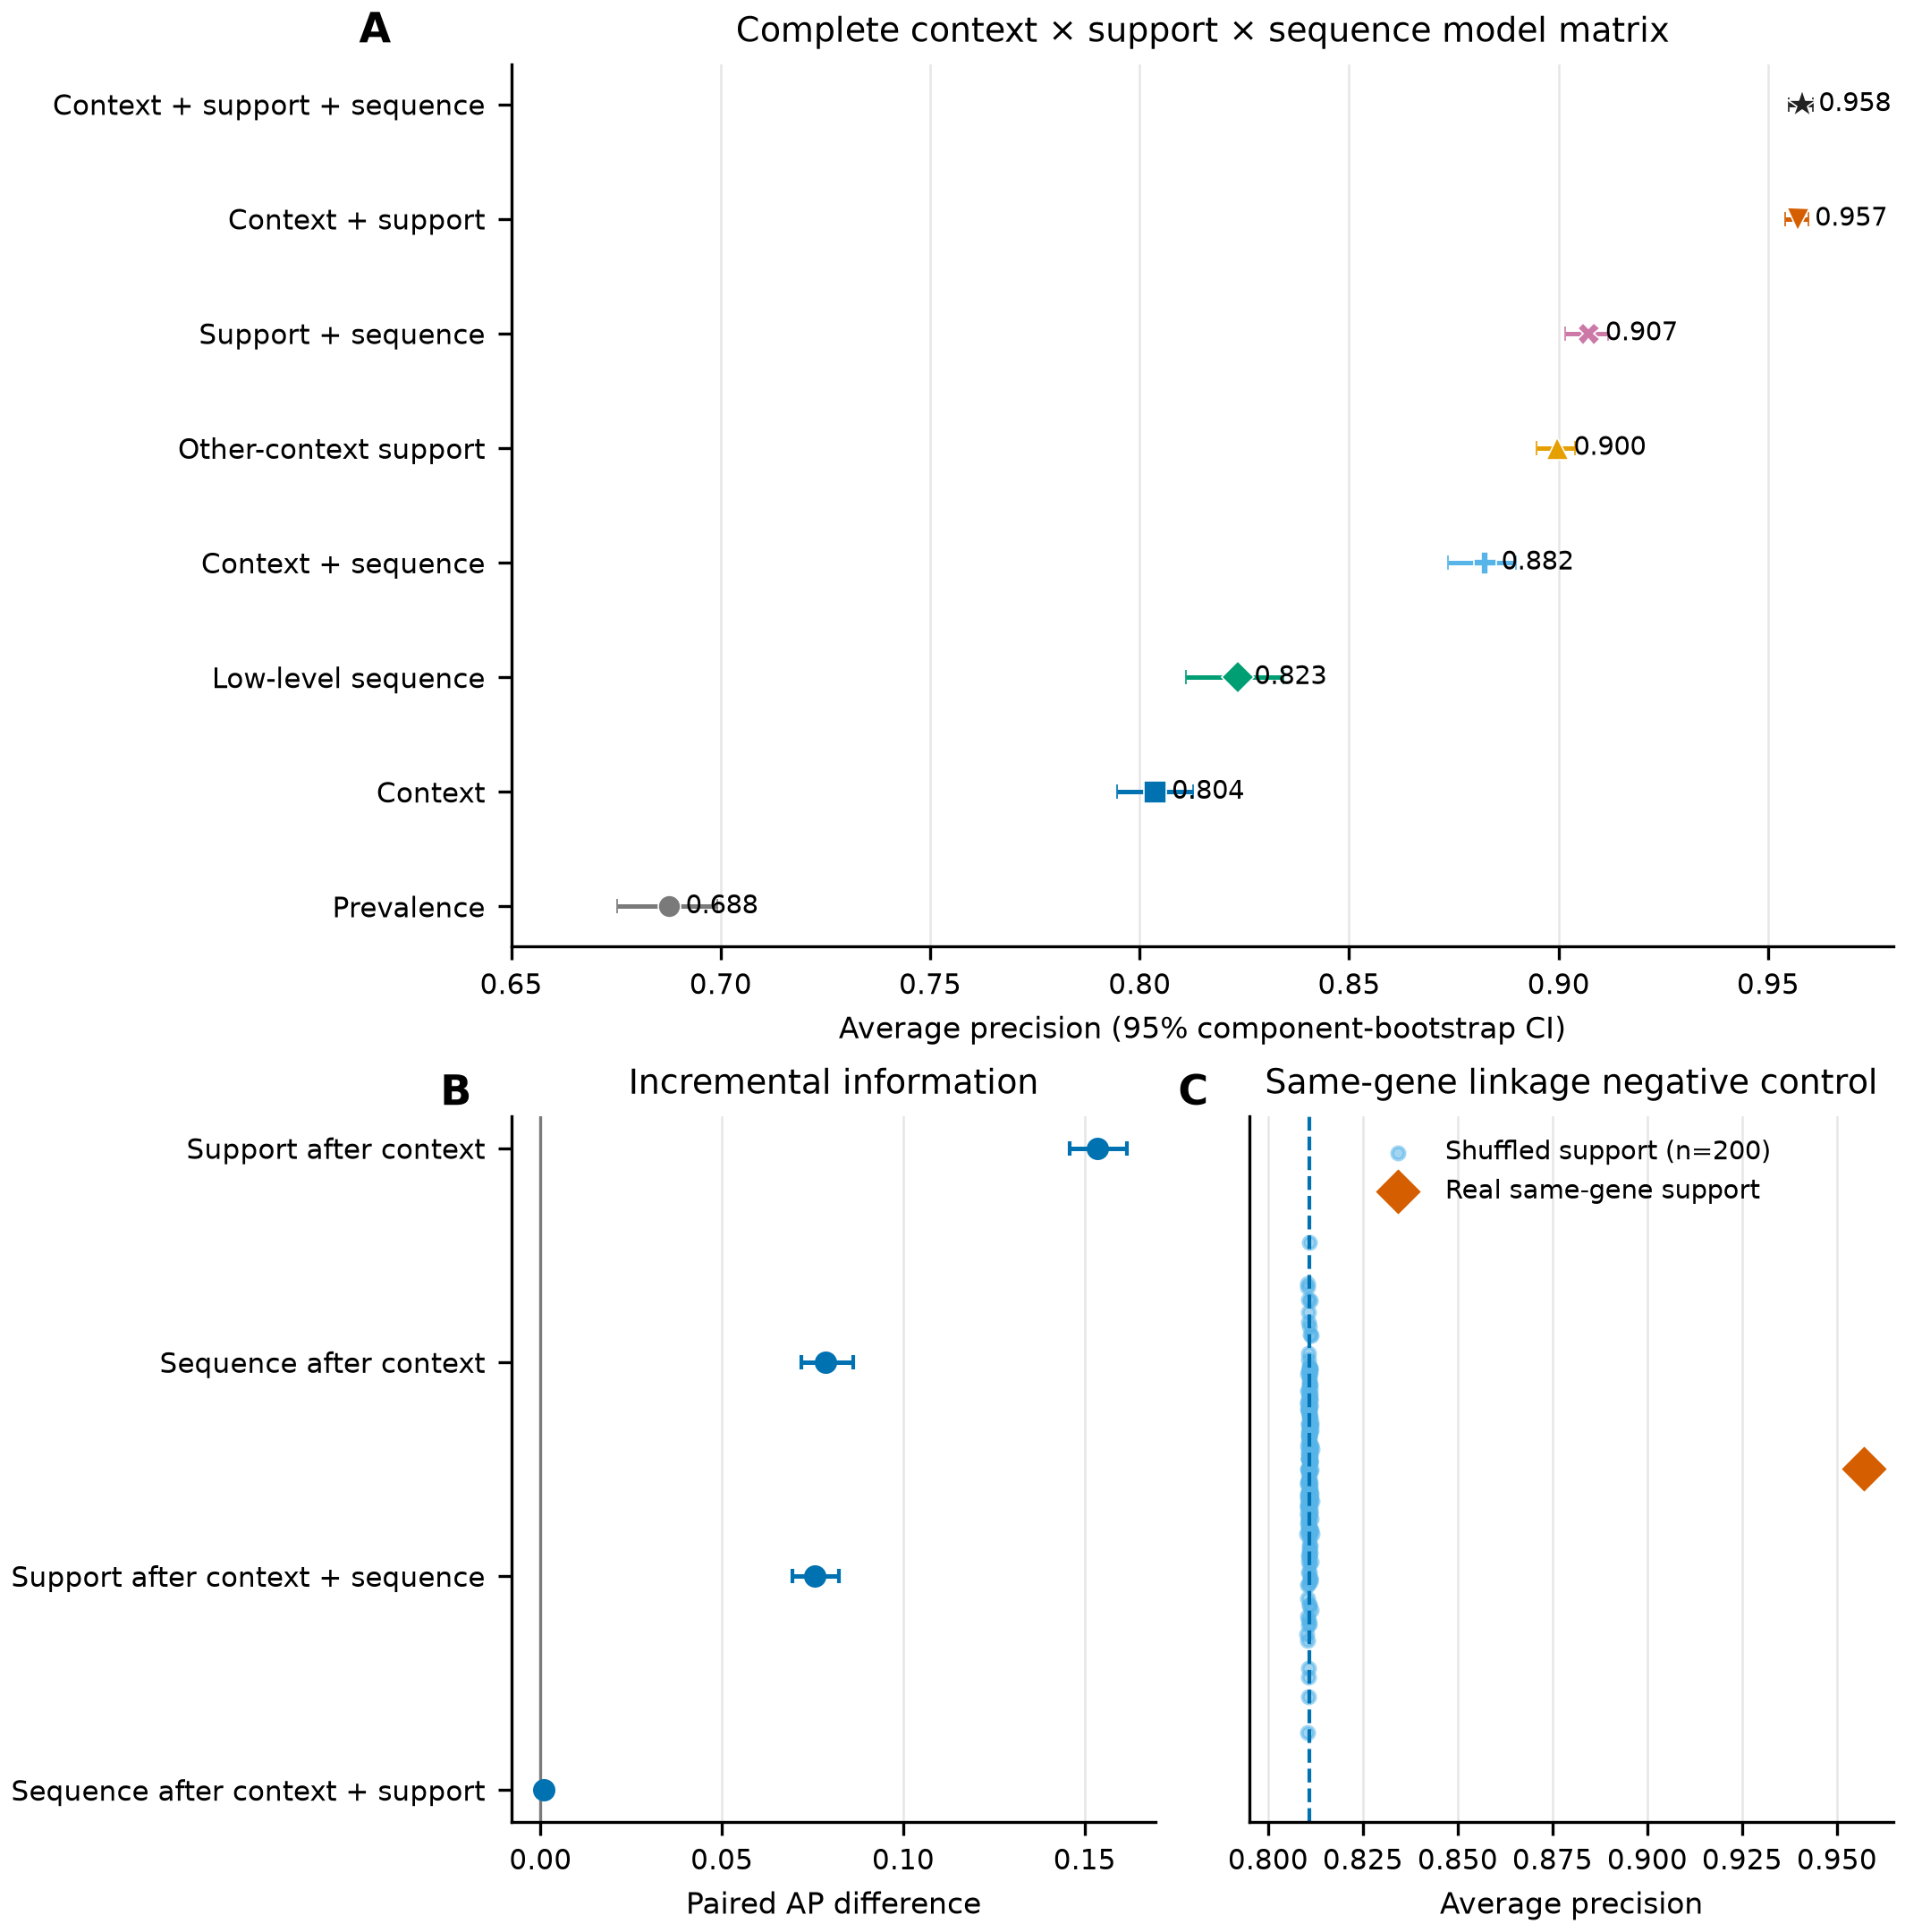 A
Complete context × support × sequence model matrix
Context + support + sequence
0.958
Context + support
0.957
Support + sequence
0.907
Other-context support
0.900
Context + sequence
0.882
Low-level sequence
0.823
Context
0.804
Prevalence
0.688
0.65 0.70 0.75 0.80 0.85 0.90 0.95
Average precision (95% component-bootstrap CI)
B
Incremental information
Support after context
Sequence after context
Support after context + sequence
Sequence after context + support
0.00 0.05 0.10 0.15
Paired AP difference
C
Same-gene linkage negative control
Shuffled support (n=200)
Real same-gene support
0.800 0.825 0.850 0.875 0.900 0.925 0.950
Average precision